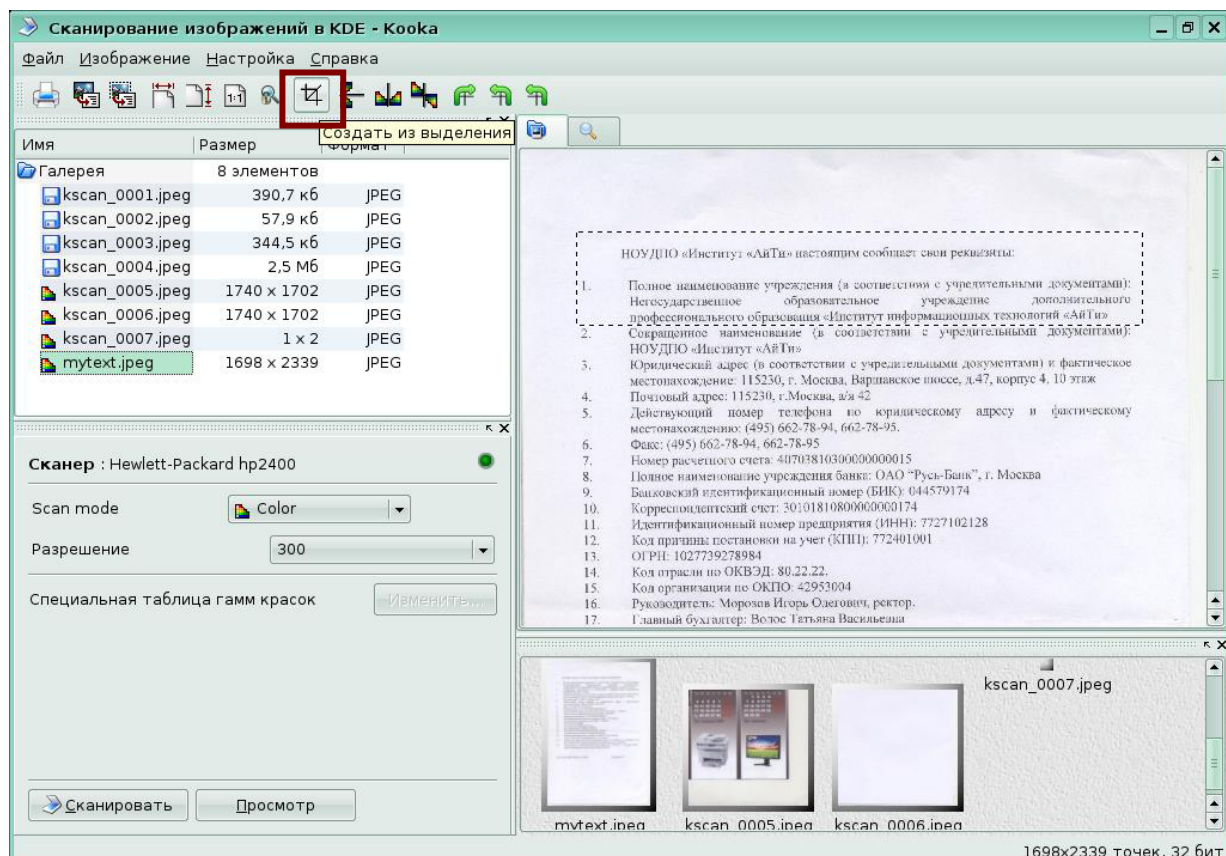 Сканирование изображений в KDE - Kooka
Файл Изображение Настройка Справка
1:1
Создать из выделения
Имя Размер Формат
Галерея 8 элементов
kscan_0001.jpeg 390,7 кб JPEG
kscan_0002.jpeg 57,9 кб JPEG
kscan_0003.jpeg 344,5 кб JPEG
kscan_0004.jpeg 2,5 Мб JPEG
kscan_0005.jpeg 1740 x 1702 JPEG
kscan_0006.jpeg 1740 x 1702 JPEG
kscan_0007.jpeg 1 x 2 JPEG
mytext.jpeg 1698 x 2339 JPEG
Сканер : Hewlett-Packard hp2400
Scan mode Color
Разрешение 300
Специальная таблица гамм красок Изменить...
Сканировать Просмотр
НОУДПО «Институт «АйТи» настоящим сообщает свои реквизиты:
1. Полное наименование учреждения (в соответствии с учредительными документами):
Негосударственное образовательное учреждение дополнительного
профессионального образования «Институт информационных технологий «АйТи»
2. Сокращенное наименование (в соответствии с учредительными документами):
НОУДПО «Институт «АйТи»
3. Юридический адрес (в соответствии с учредительными документами) и фактическое
местонахождение: 115230, г. Москва, Варшавское шоссе, д.47, корпус 4, 10 этаж
4. Почтовый адрес: 115230, г.Москва, а/я 42
5. Действующий номер телефона по юридическому адресу и фактическому
местонахождению: (495) 662-78-94, 662-78-95.
6. Факс: (495) 662-78-94, 662-78-95
7. Номер расчетного счета: 40703810300000000015
8. Полное наименование учреждения банка: ОАО “Русь-Банк”, г. Москва
9. Банковский идентификационный номер (БИК): 044579174
10. Корреспондентский счет: 30101810800000000174
11. Идентификационный номер предприятия (ИНН): 7727102128
12. Код причины постановки на учет (КПП): 772401001
13. ОГРН: 1027739278984
14. Код отрасли по ОКВЭД: 80.22.22.
15. Код организации по ОКПО: 42953004
16. Руководитель: Морозов Игорь Олегович, ректор.
17. Главный бухгалтер: Волос Татьяна Васильевна
kscan_0007.jpeg
mytext.jpeg kscan_0005.jpeg kscan_0006.jpeg
1698x2339 точек, 32 бит